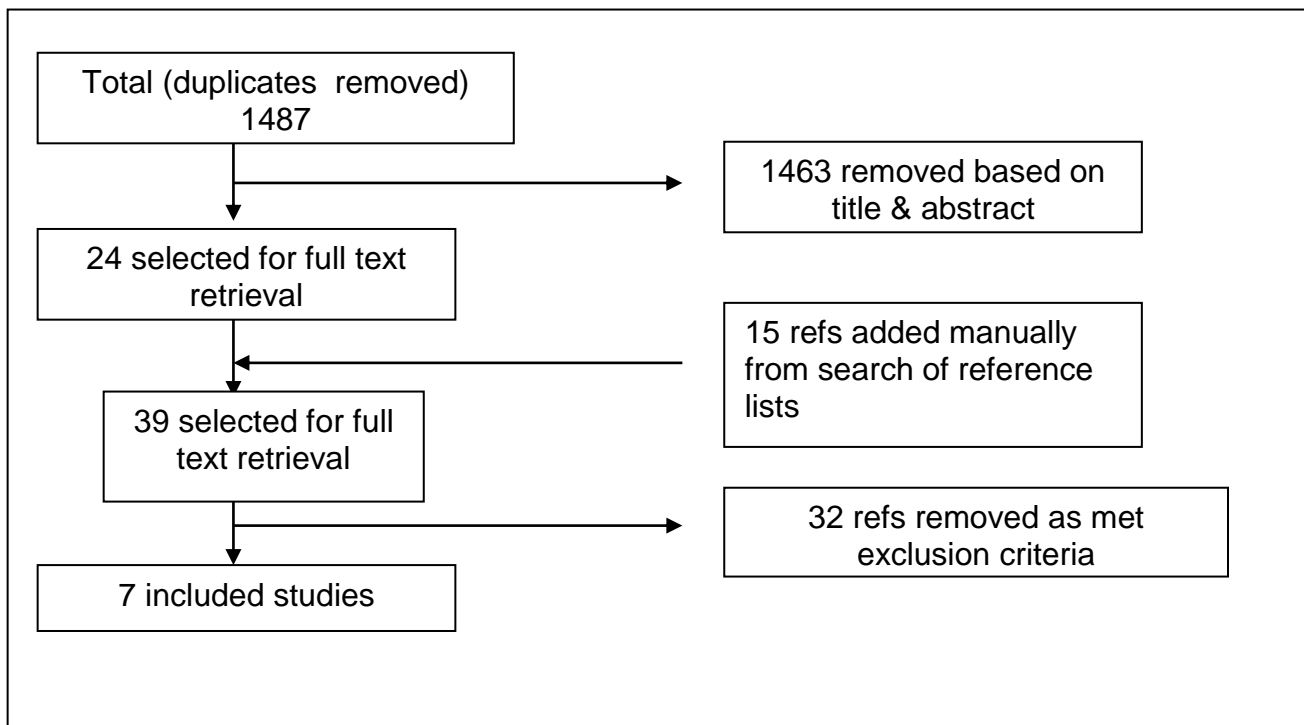 Total (duplicates  removed)
1487
1463 removed based on
title & abstract
24 selected for full text
retrieval
15 refs added manually
from search of reference
lists
39 selected for full
text retrieval
32 refs removed as met
exclusion criteria
7 included studies